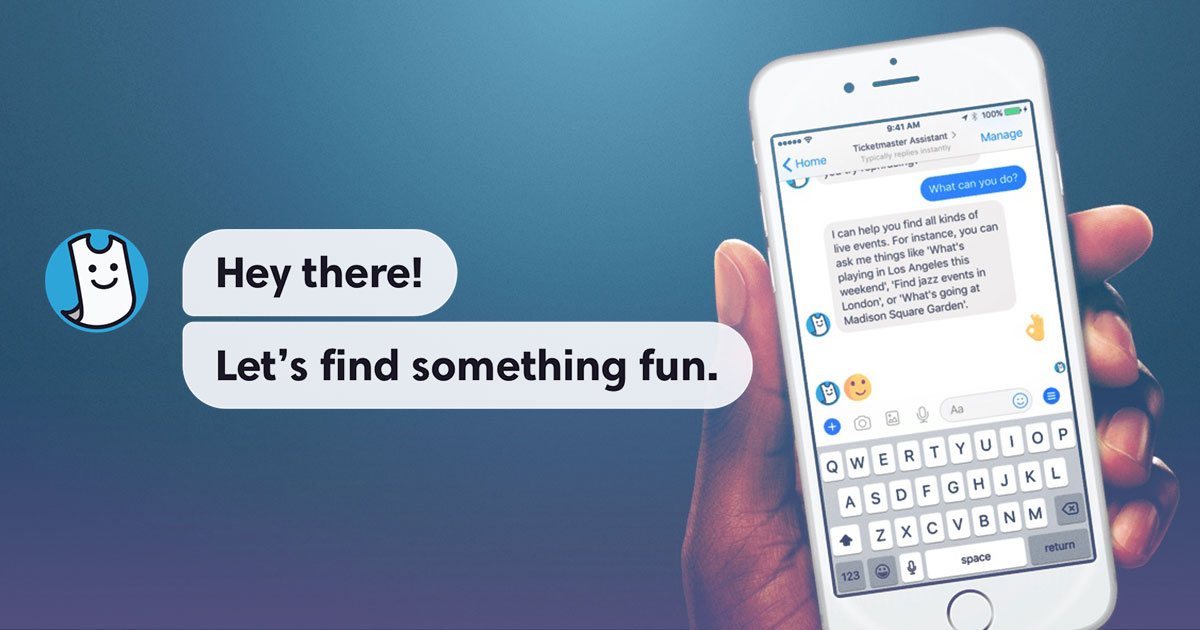 Hey there!
Let's find something fun.
9:41 AM
100%
Home
Ticketmaster Assistant
Manage
Typically replies instantly
you try rephrasing?
What can you do?
I can help you find all kinds of
live events. For instance, you can
ask me things like 'What's
playing in Los Angeles this
weekend', 'Find jazz events in
London', or 'What's going at
Madison Square Garden'.
Aa
Q W E R T Y U I O P
A S D F G H J K L
Z X C V B N M
123
space
return